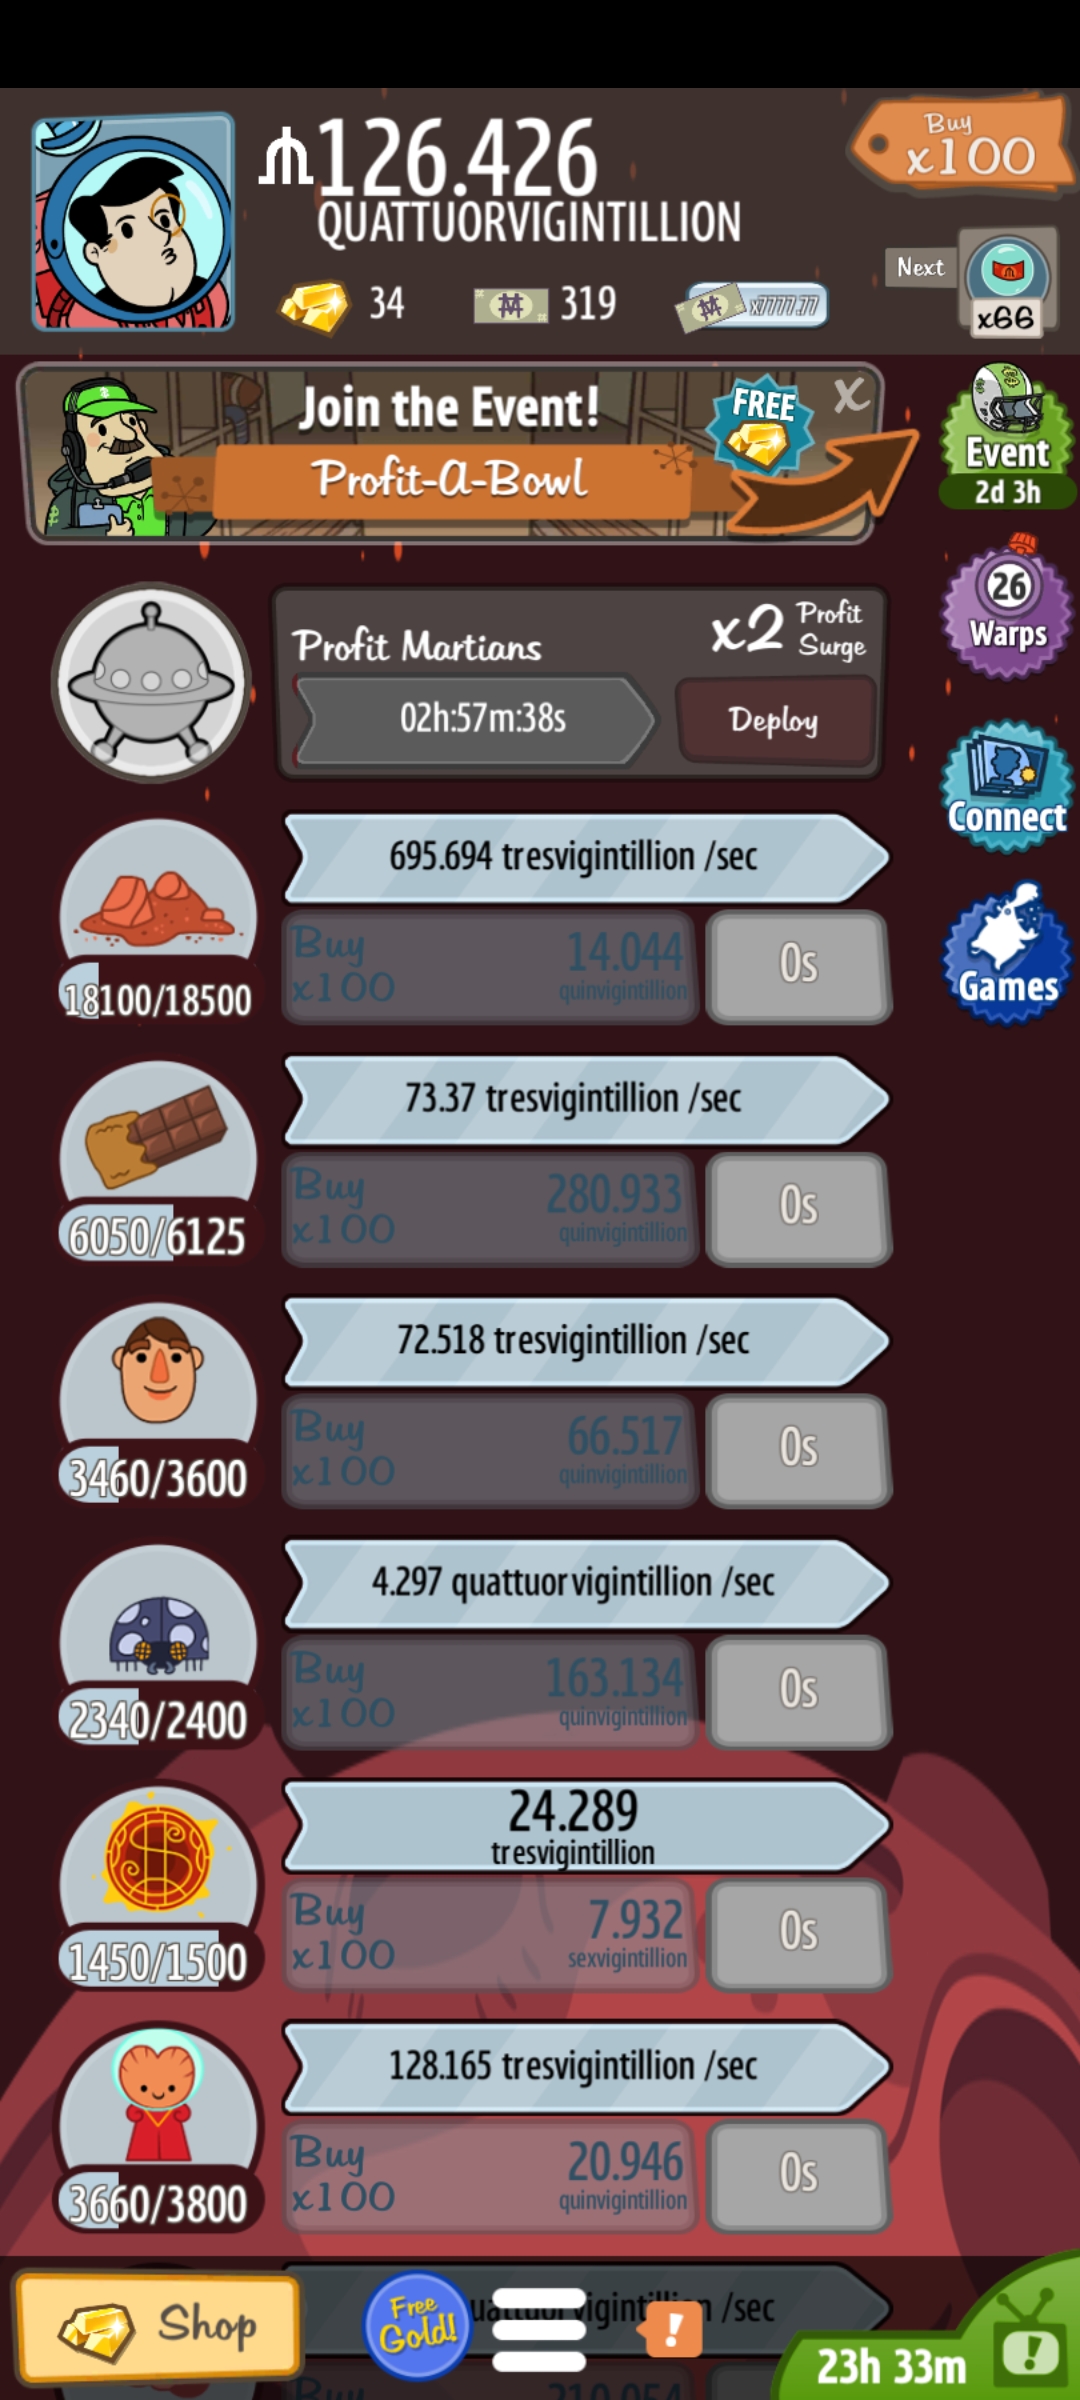 126.426
QUATTUORVIGINTILLION
Buy
x100
34
319
x7777.77
Next
x66
Join the Event!
Profit-A-Bowl
FREE
X
Event
2d 3h
Profit Martians
x2 Profit Surge
02h:57m:38s
Deploy
26
Warps
Connect
Games
695.694 tresvigintillion /sec
18100/18500
Buy
x100
14.044
quinvigintillion
0s
73.37 tresvigintillion /sec
6050/6125
Buy
x100
280.933
quinvigintillion
0s
72.518 tresvigintillion /sec
3460/3600
Buy
x100
66.517
quinvigintillion
0s
4.297 quattuorvigintillion /sec
2340/2400
Buy
x100
163.134
quinvigintillion
0s
24.289
tresvigintillion
1450/1500
Buy
x100
7.932
sexvigintillion
0s
128.165 tresvigintillion /sec
3660/3800
Buy
x100
20.946
quinvigintillion
0s
Shop
Free
Gold!
/sec
!
23h 33m
!
Buy